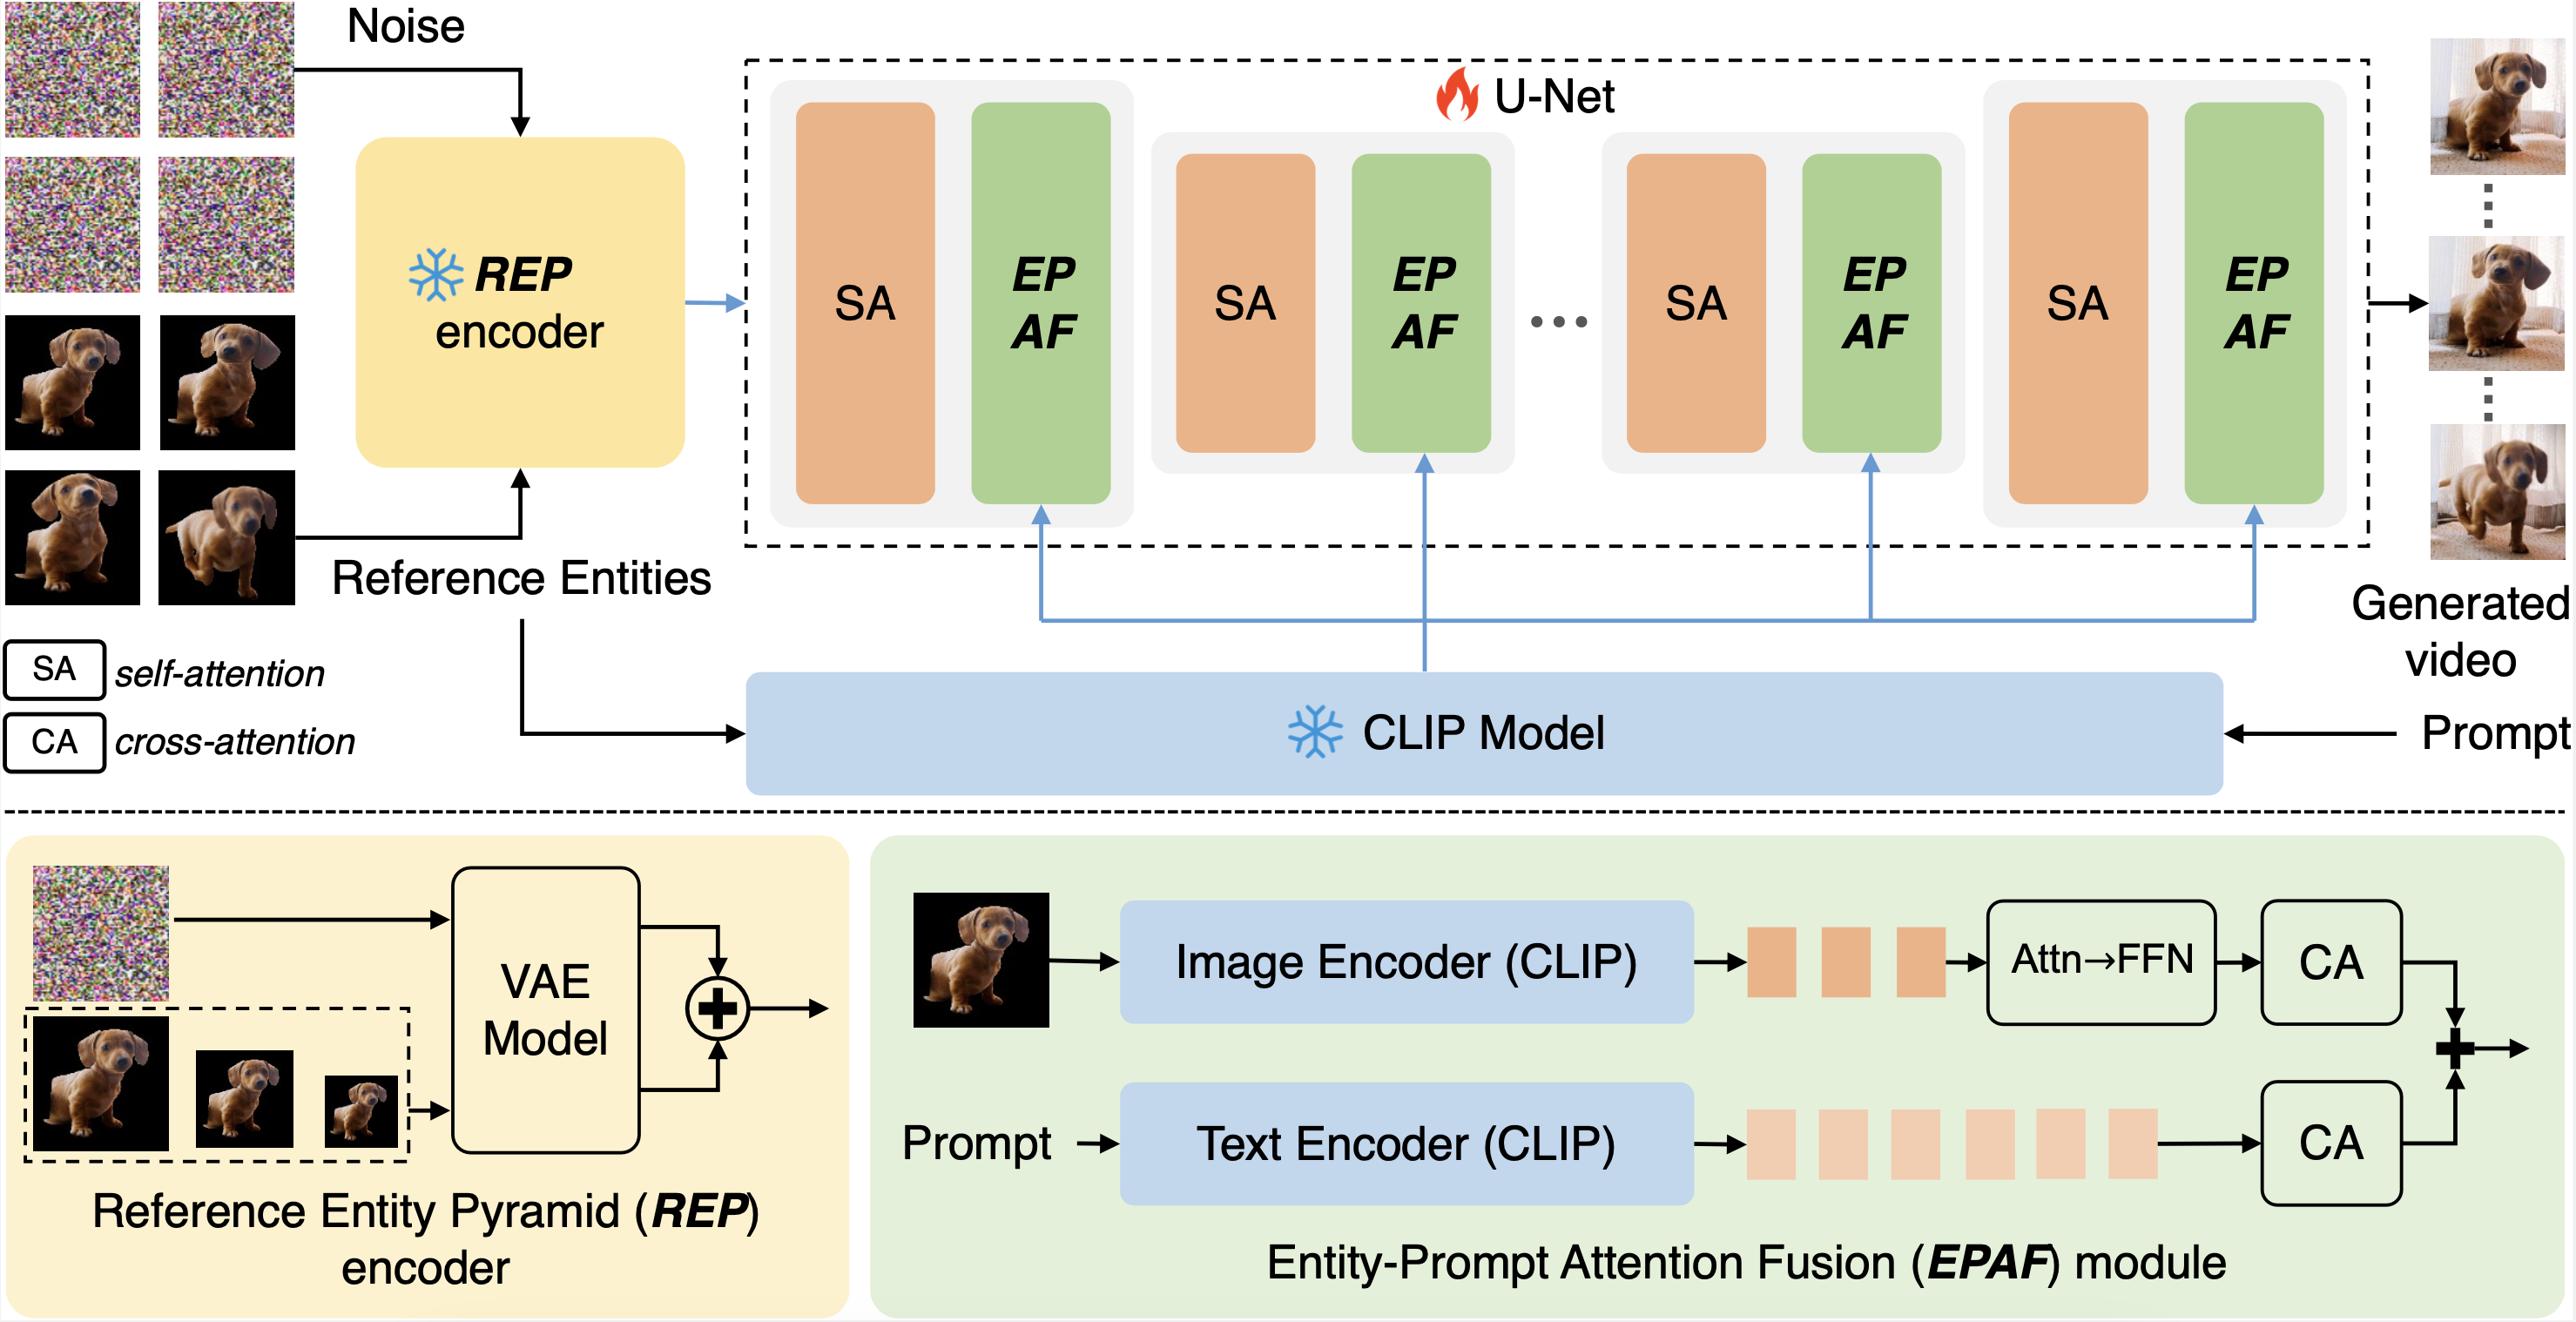 Noise
U-Net
REP
encoder
SA
EP
AF
SA
EP
AF
SA
EP
AF
SA
EP
AF
Reference Entities
Generated
video
SA self-attention
CA cross-attention
CLIP Model
Prompt
VAE
Model
Reference Entity Pyramid (REP)
encoder
Image Encoder (CLIP)
Attn→FFN
CA
Prompt
Text Encoder (CLIP)
CA
Entity-Prompt Attention Fusion (EPAF) module